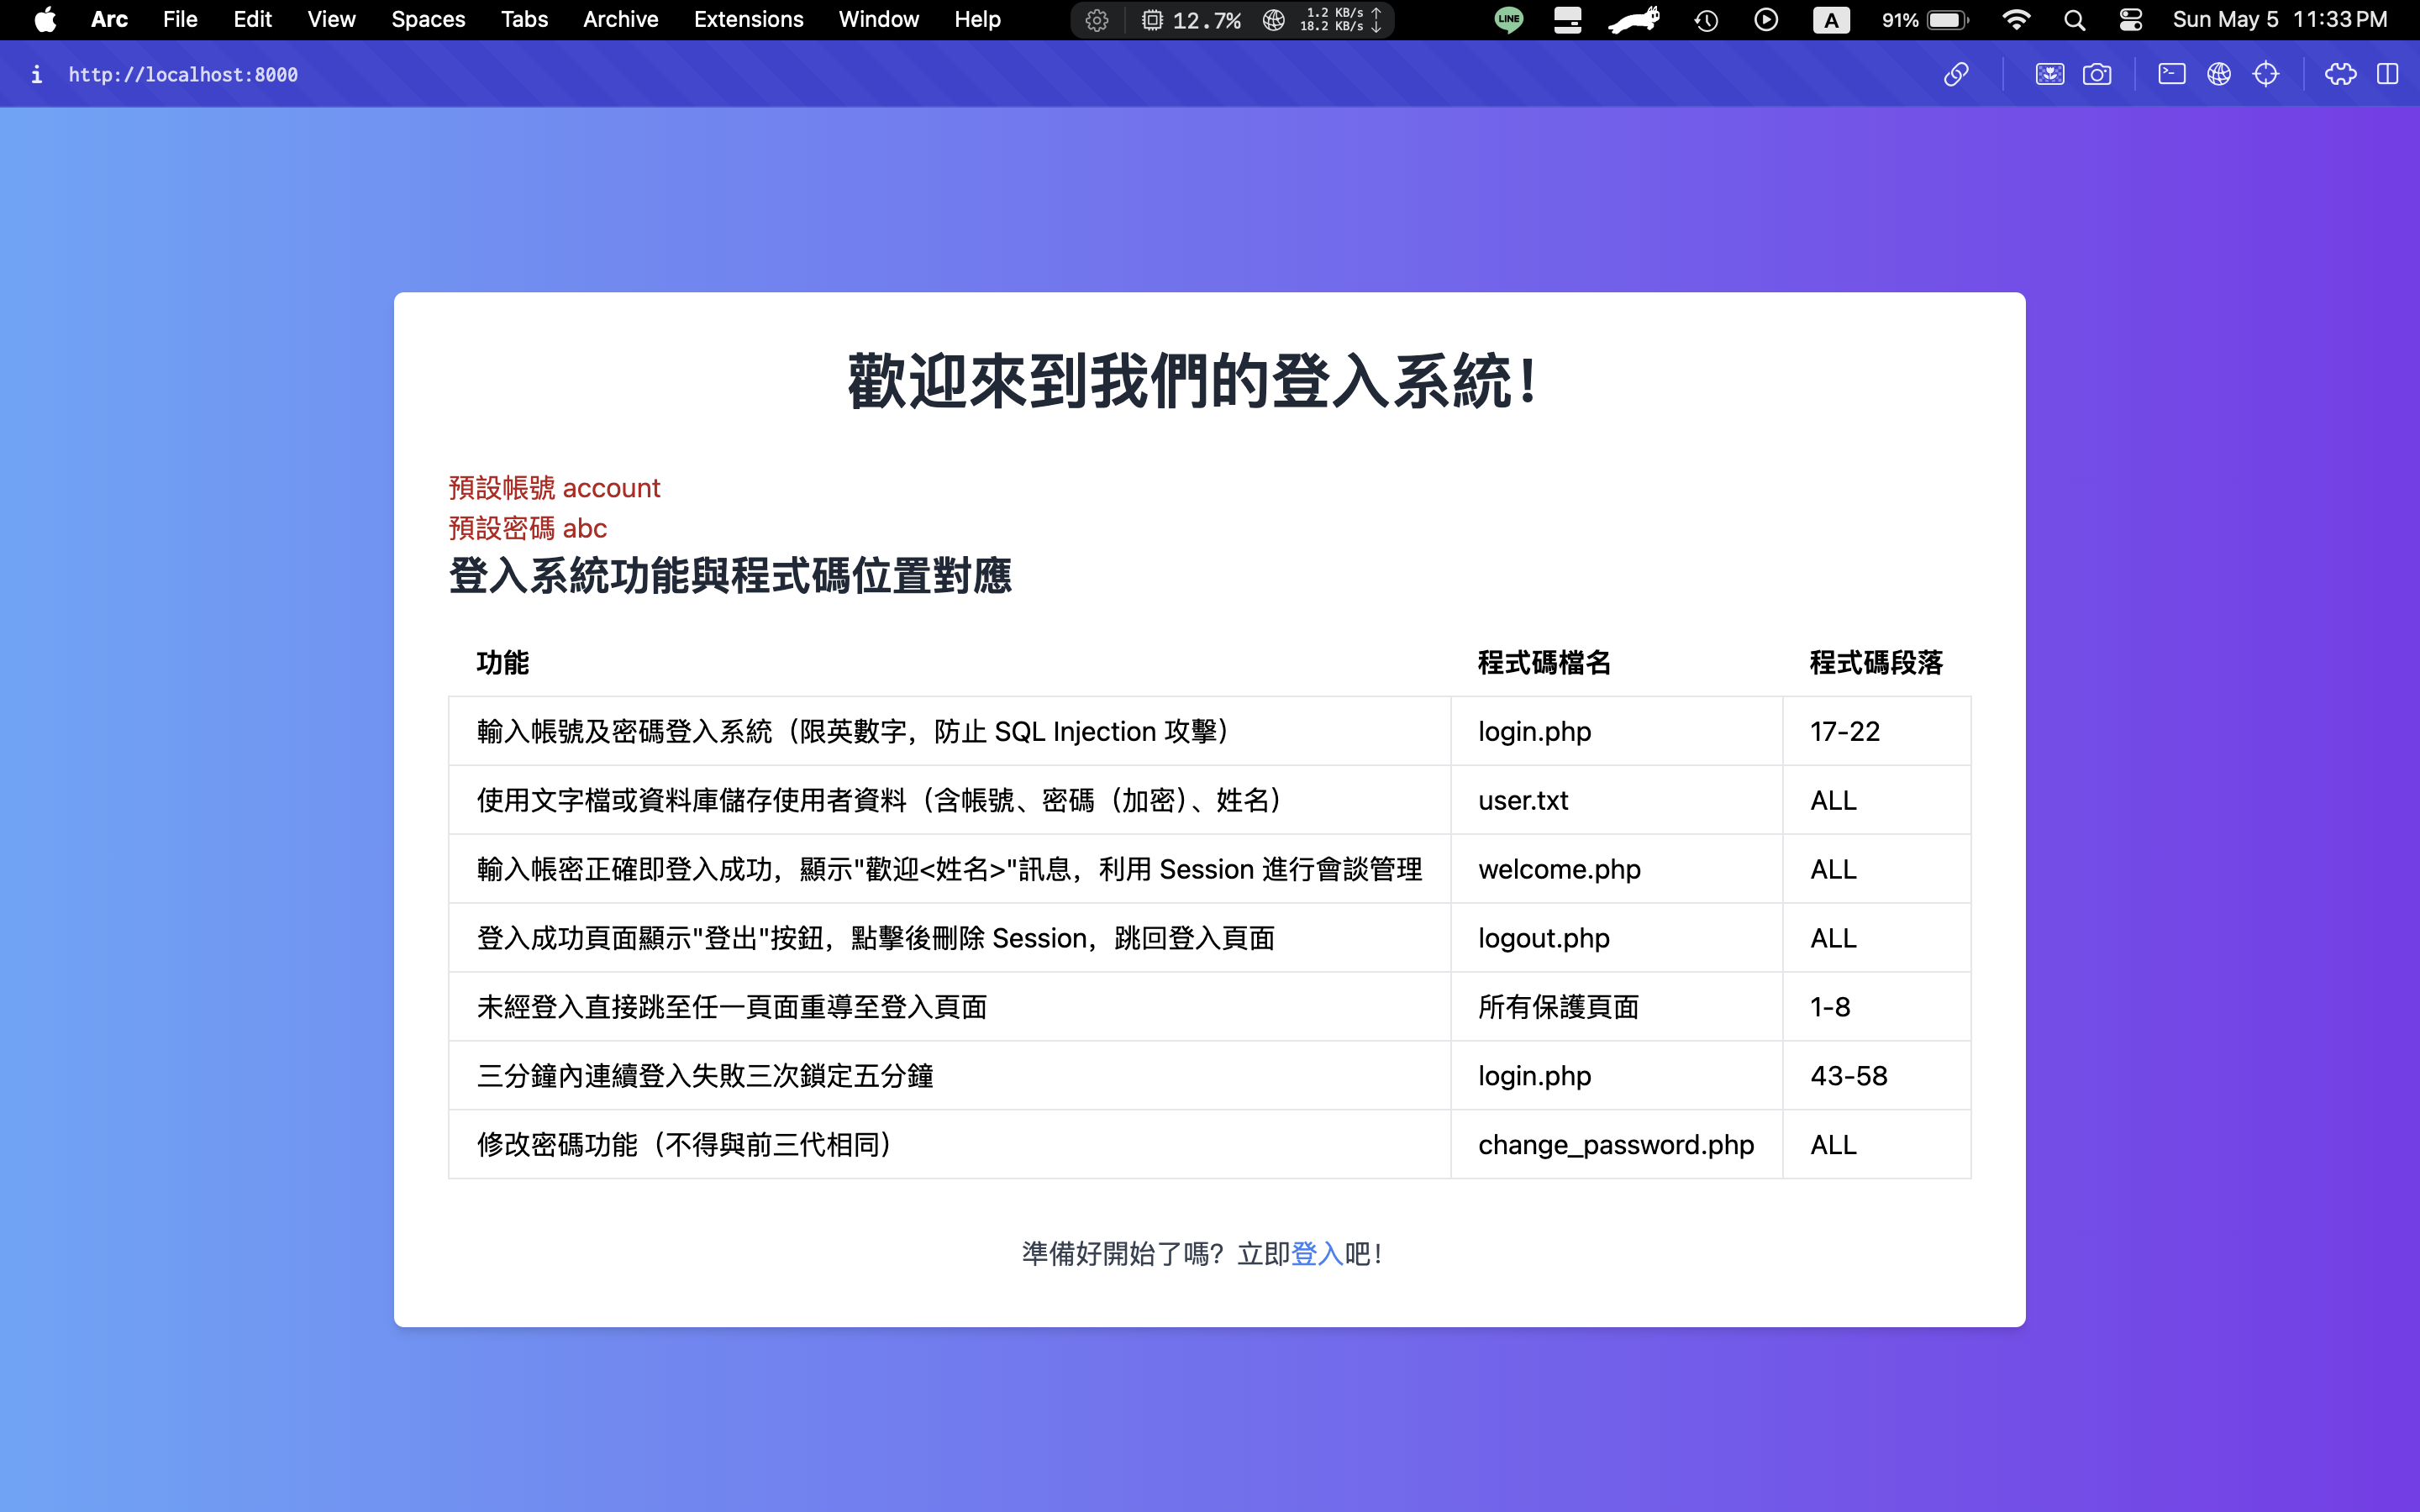 Arc File Edit View Spaces Tabs Archive Extensions Window Help 12.7% 1.2 KB/s↑ 18.2 KB/s↓ LINE A 91% Sun May 5 11:33 PM
http://localhost:8000
歡迎來到我們的登入系統！
預設帳號 account
預設密碼 abc
登入系統功能與程式碼位置對應
功能 程式碼檔名 程式碼段落
輸入帳號及密碼登入系統（限英數字，防止 SQL Injection 攻擊） login.php 17-22
使用文字檔或資料庫儲存使用者資料（含帳號、密碼（加密）、姓名） user.txt ALL
輸入帳密正確即登入成功，顯示"歡迎<姓名>"訊息，利用 Session 進行會談管理 welcome.php ALL
登入成功頁面顯示"登出"按鈕，點擊後刪除 Session，跳回登入頁面 logout.php ALL
未經登入直接跳至任一頁面重導至登入頁面 所有保護頁面 1-8
三分鐘內連續登入失敗三次鎖定五分鐘 login.php 43-58
修改密碼功能（不得與前三代相同） change_password.php ALL
準備好開始了嗎？立即登入吧！